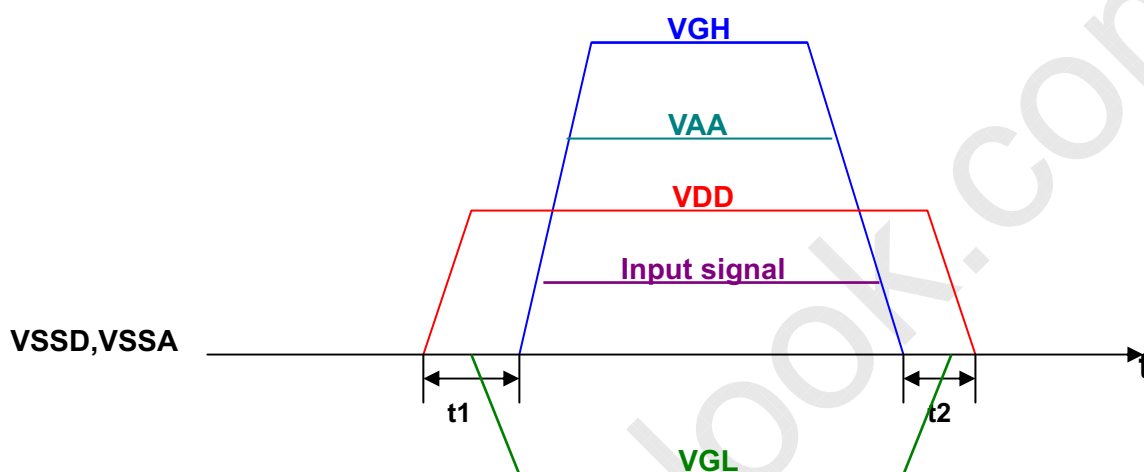 VGH
VAA
VDD
Input signal
VSSD,VSSA
t
t1
t2
VGL